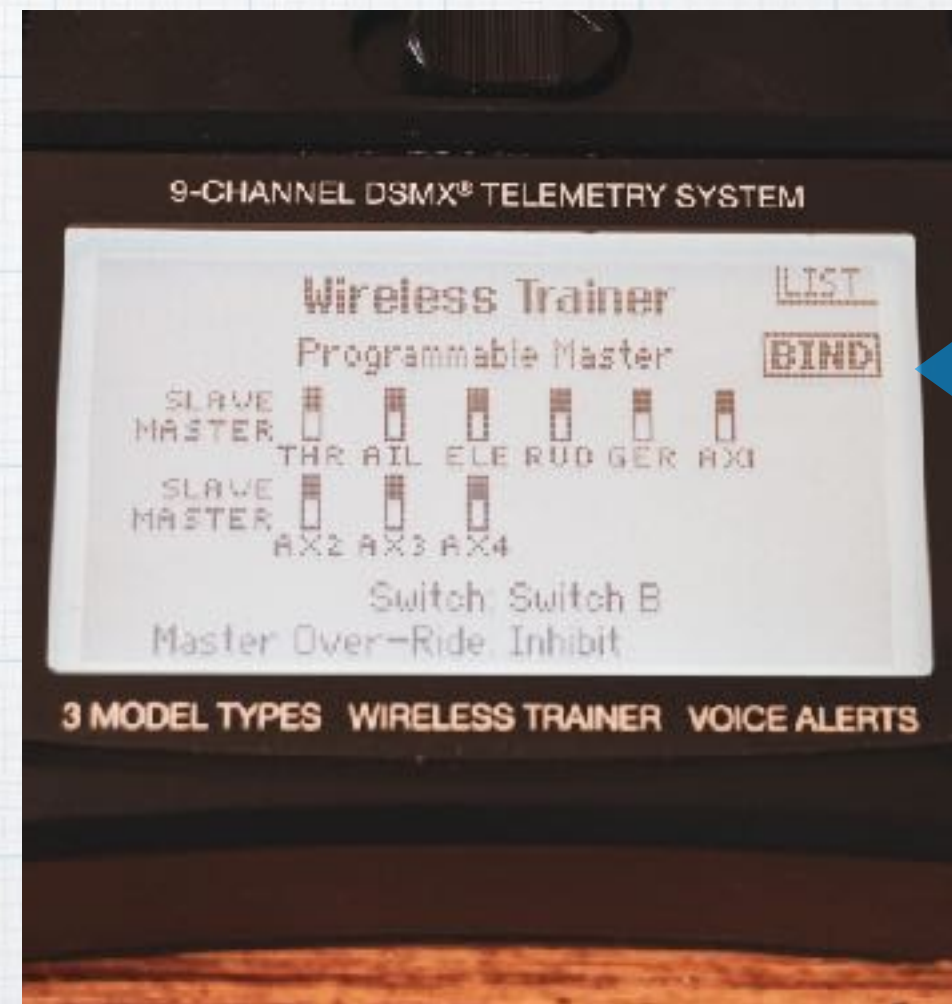 9-CHANNEL DSMX® TELEMETRY SYSTEM
LIST
Wireless Trainer
Programmable Master
BIND
SLAVE
MASTER
THR AIL ELE RUD GER AX1
SLAVE
MASTER
AX2 AX3 AX4
Switch: Switch B
Master Over-Ride: Inhibit
3 MODEL TYPES WIRELESS TRAINER VOICE ALERTS